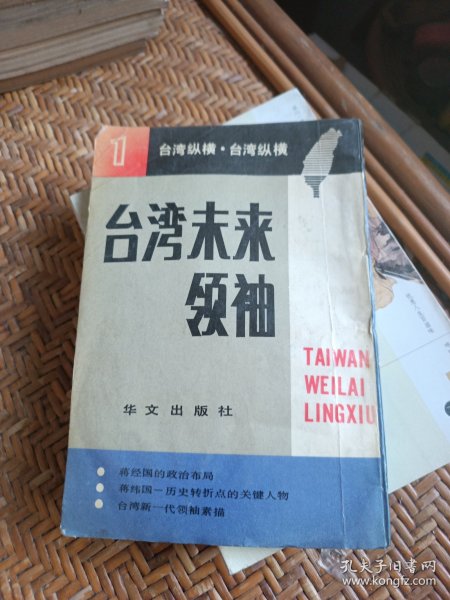 1
台湾纵横·台湾纵横
台湾未来
领袖
TAIWAN
WEILAI
LINGXIU
华文出版社
蒋经国的政治布局
蒋纬国—历史转折点的关键人物
台湾新一代领袖素描
孔夫子旧书网
www.kongfz.com